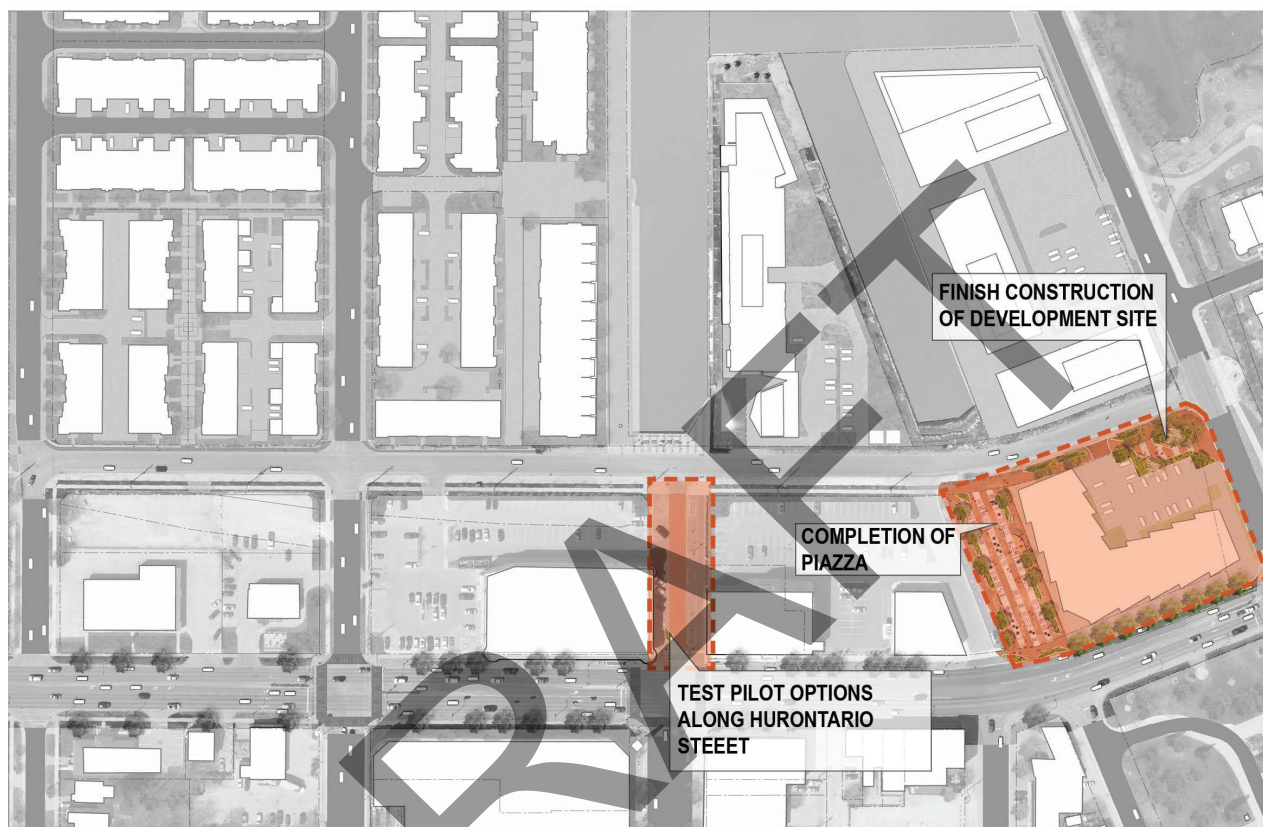 FINISH CONSTRUCTION
OF DEVELOPMENT SITE
COMPLETION OF
PIAZZA
TEST PILOT OPTIONS
ALONG HURONTARIO
STEEET
DRAFT